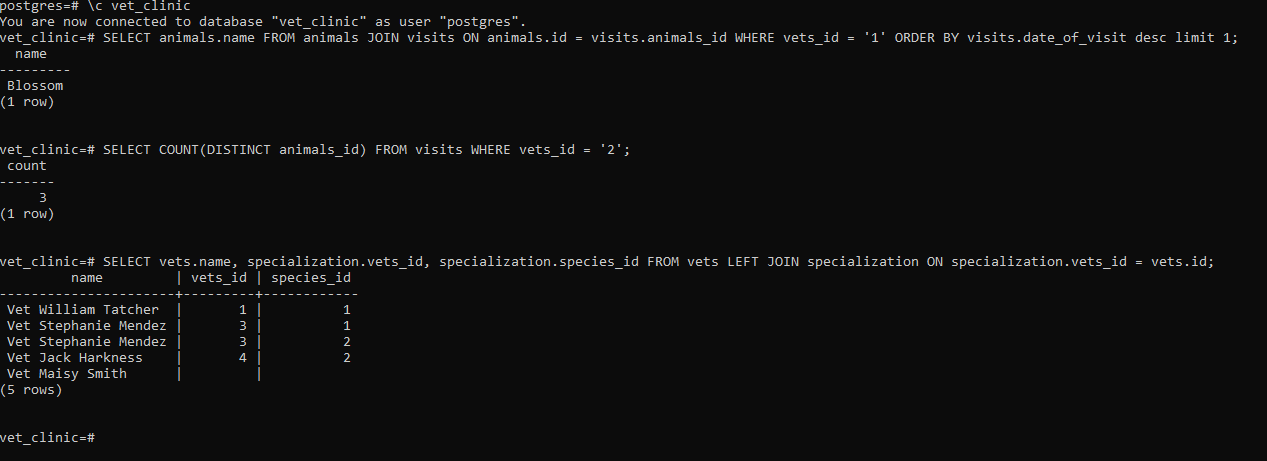 postgres=# \c vet_clinic
You are now connected to database "vet_clinic" as user "postgres".
vet_clinic=# SELECT animals.name FROM animals JOIN visits ON animals.id = visits.animals_id WHERE vets_id = '1' ORDER BY visits.date_of_visit desc limit 1;
  name
---------
 Blossom
(1 row)


vet_clinic=# SELECT COUNT(DISTINCT animals_id) FROM visits WHERE vets_id = '2';
 count
-------
     3
(1 row)


vet_clinic=# SELECT vets.name, specialization.vets_id, specialization.species_id FROM vets LEFT JOIN specialization ON specialization.vets_id = vets.id;
         name         | vets_id | species_id
----------------------+---------+------------
 Vet William Tatcher  |       1 |          1
 Vet Stephanie Mendez |       3 |          1
 Vet Stephanie Mendez |       3 |          2
 Vet Jack Harkness    |       4 |          2
 Vet Maisy Smith      |         |
(5 rows)


vet_clinic=#